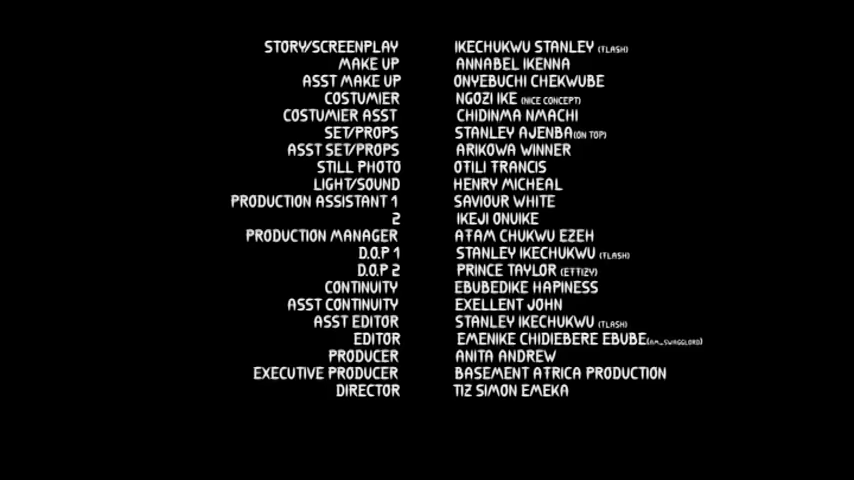 STORY/SCREENPLAY IKECHUKWU STANLEY (FLASH)
MAKE UP ANNABEL IKENNA
ASST MAKE UP ONYEBUCHI CHEKWUBE
COSTUMIER NGOZI IKE (NICE CONCEPT)
COSTUMIER ASST CHIDINMA NMACHI
SET/PROPS STANLEY AJENBA(ON TOP)
ASST SET/PROPS ARIKOWA WINNER
STILL PHOTO OTILI FRANCIS
LIGHT/SOUND HENRY MICHEAL
PRODUCTION ASSISTANT 1 SAVIOUR WHITE
2 IKEJI ONUIKE
PRODUCTION MANAGER AFAM CHUKWU EZEH
D.O.P 1 STANLEY IKECHUKWU (FLASH)
D.O.P 2 PRINCE TAYLOR (ETTIZY)
CONTINUITY EBUBEDIKE HAPINESS
ASST CONTINUITY EXELLENT JOHN
ASST EDITOR STANLEY IKECHUKWU (FLASH)
EDITOR EMENIKE CHIDIEBERE EBUBE(AM_SWAGGLORD)
PRODUCER ANITA ANDREW
EXECUTIVE PRODUCER BASEMENT AFRICA PRODUCTION
DIRECTOR TIZ SIMON EMEKA